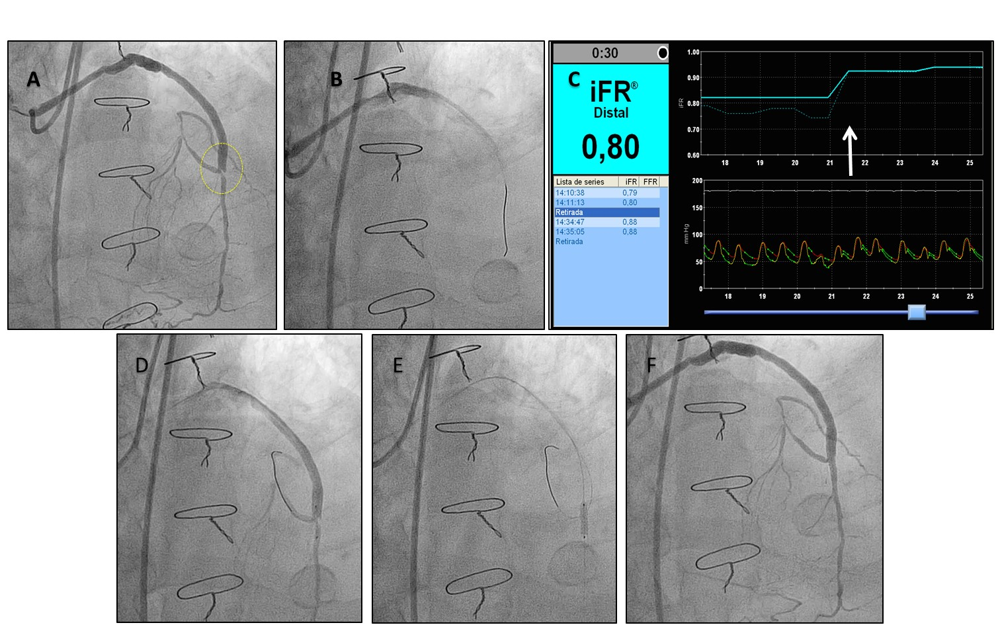 A
B
C
0:30
iFR®
Distal
0,80
Lista de series iFR FFR
14:10:38 0,79
14:11:13 0,80
Retirada
14:34:47 0,88
14:35:05 0,88
Retirada
1.00
0.90
0.80
0.70
0.60
iFR
18 19 20 21 22 23 24 25
200
150
100
50
0
mm Hg
18 19 20 21 22 23 24 25
D
E
F